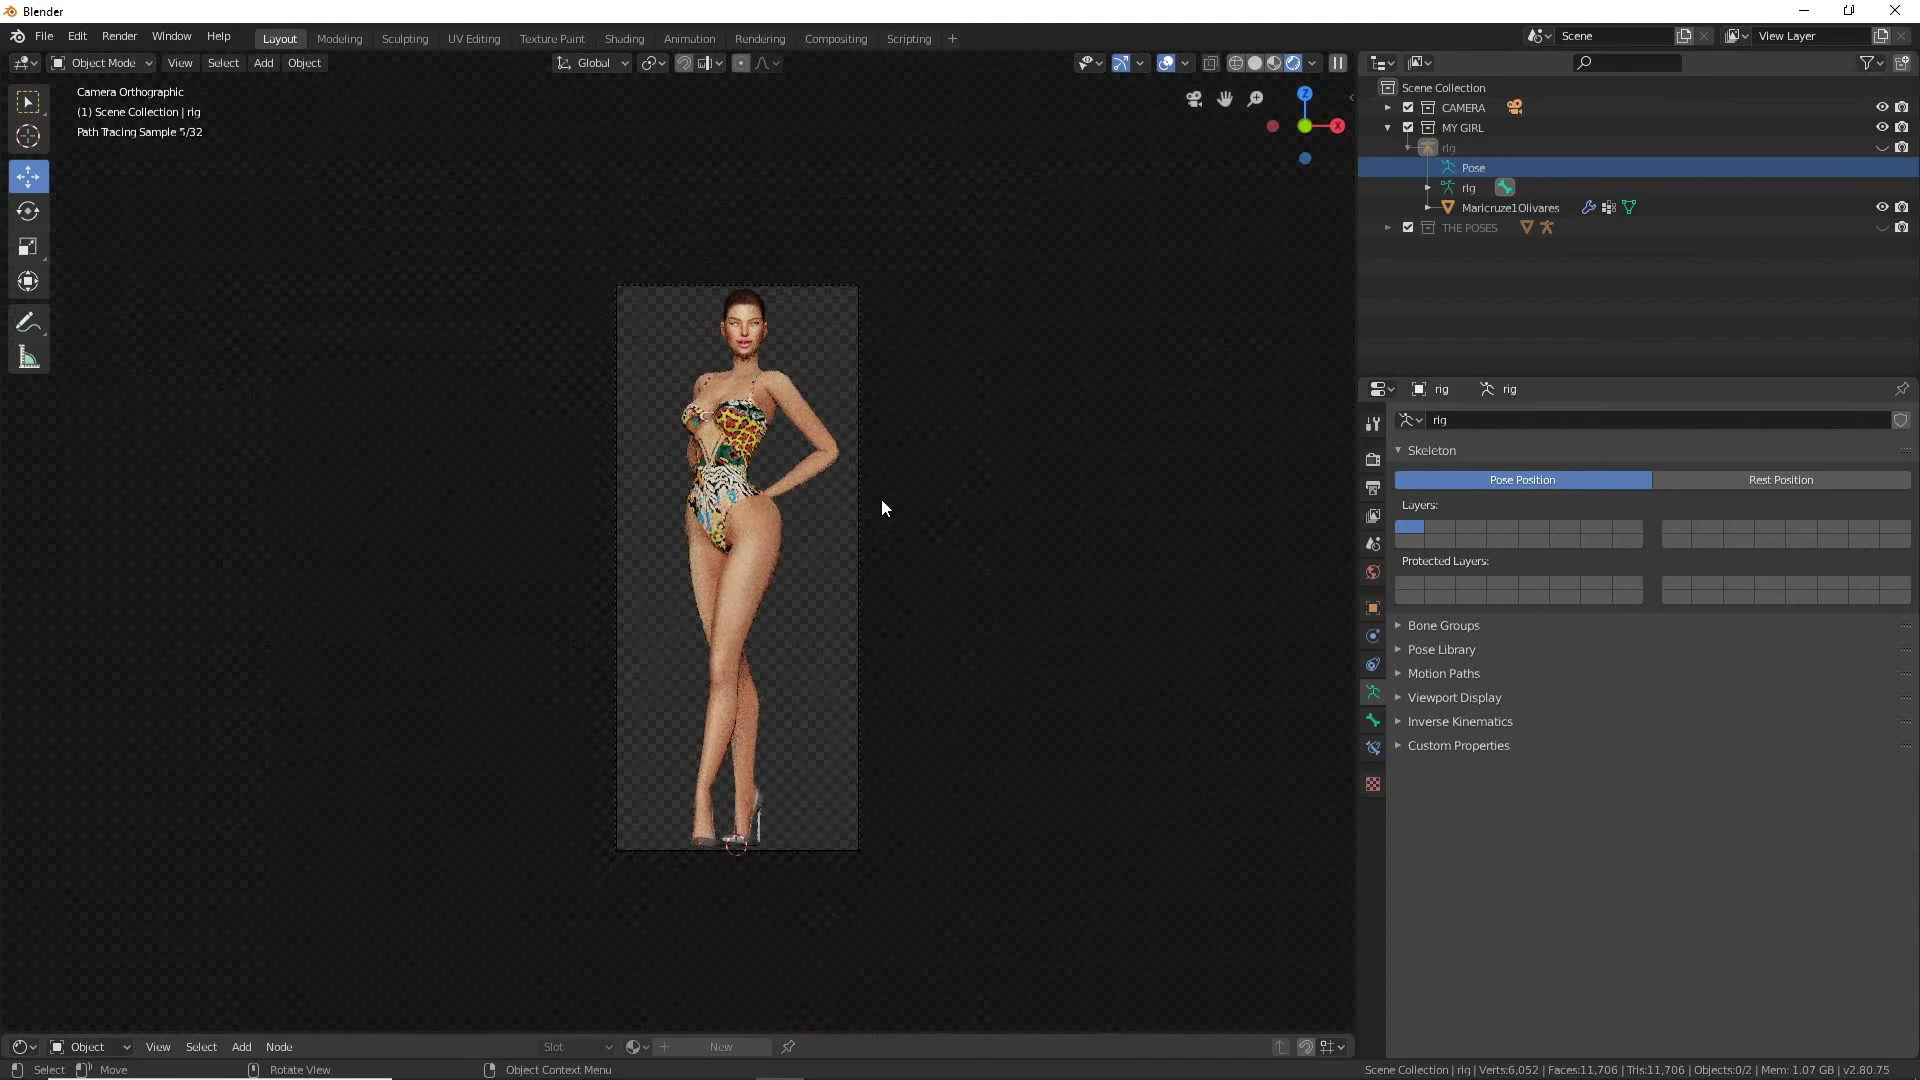 Blender
File Edit Render Window Help Layout Modeling Sculpting UV Editing Texture Paint Shading Animation Rendering Compositing Scripting + Scene View Layer
Object Mode View Select Add Object Global
Camera Orthographic
(1) Scene Collection | rig
Path Tracing Sample 5/32
Z
X
Scene Collection
CAMERA
MY GIRL
rig
Pose
rig
Maricruze1Olivares
THE POSES
rig rig
rig
Skeleton
Pose Position Rest Position
Layers:
Protected Layers:
Bone Groups
Pose Library
Motion Paths
Viewport Display
Inverse Kinematics
Custom Properties
Object View Select Add Node Slot New
Select Move Rotate View Object Context Menu Scene Collection | rig | Verts:6,052 | Faces:11,706 | Tris:11,706 | Objects:0/2 | Mem: 1.07 GB | v2.80.75